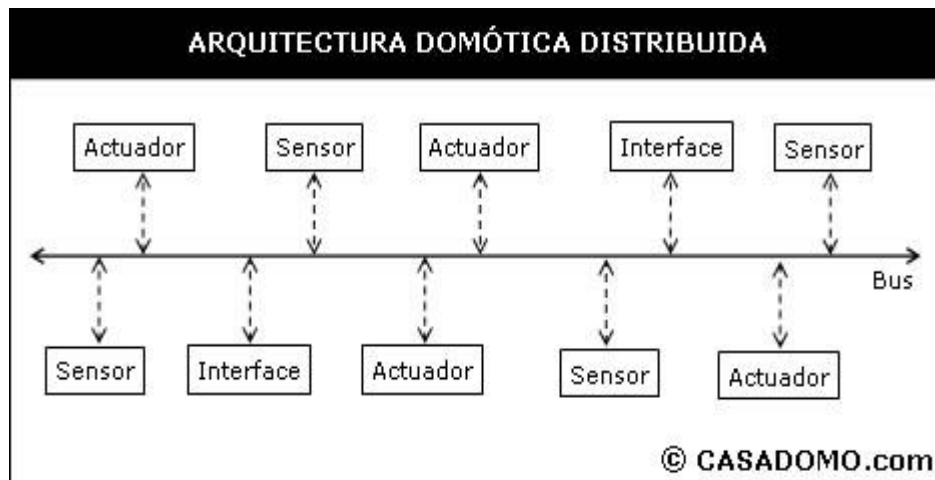 ARQUITECTURA DOMÓTICA DISTRIBUIDA
Actuador Sensor Actuador Interface Sensor
Bus
Sensor Interface Actuador Sensor Actuador
© CASADOMO.com